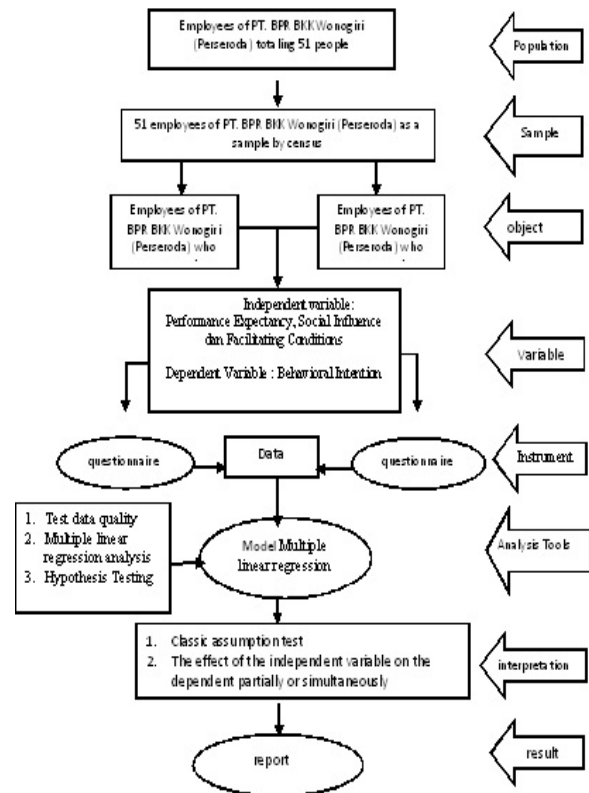 Employees of PT. BPR BKK Wonogiri
(Perseroda) totaling 51 people
Population
51 employees of PT. BPR BKK Wonogiri (Perseroda) as a
sample by census
Sample
Employees of PT.
BPR BKK Wonogiri
(Perseroda) who
Employees of PT.
BPR BKK Wonogiri
(Perseroda) who
object
Independent variable :
Performance Expectancy, Social Influence
dan Facilitating Conditions
Dependent Variable : Behavioral Intention
Variable
questionnaire
Data
questionnaire
Instrument
1. Test data quality
2. Multiple linear
regression analysis
3. Hypothesis Testing
Model Multiple
linear regression
Analysis Tools
1. Classic assumption test
2. The effect of the independent variable on the
dependent partially or simultaneously
interpretation
report
result